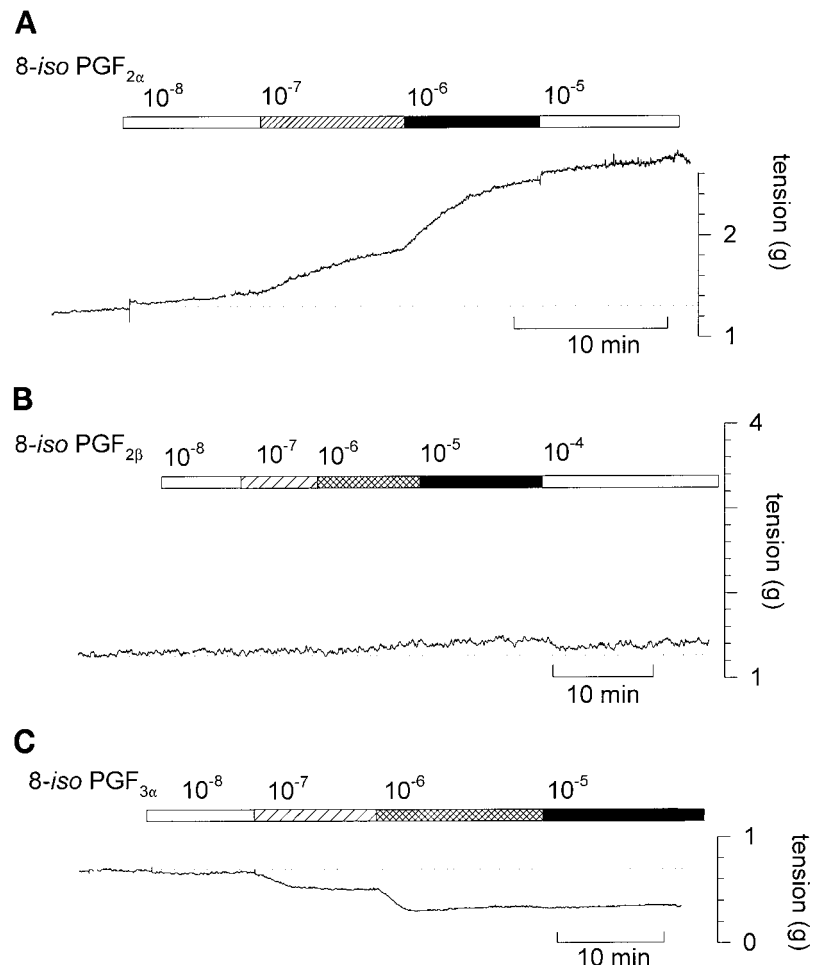 A
8-iso PGF2α
10-8 10-7 10-6 10-5
tension (g)
2
1
10 min
B
8-iso PGF2β
10-8 10-7 10-6 10-5 10-4
4
tension (g)
1
10 min
C
8-iso PGF3α
10-8 10-7 10-6 10-5
1
tension (g)
0
10 min